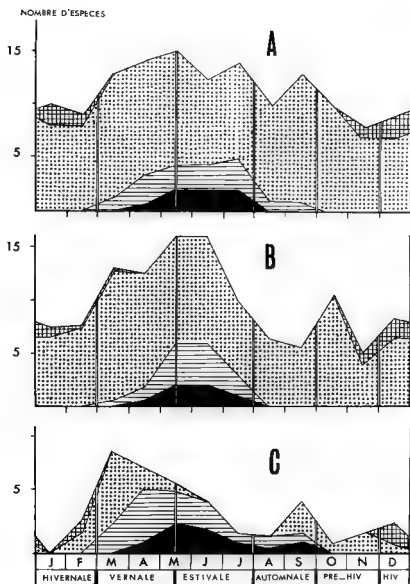 NOMBRE D'ESPECES
A
15
5
B
15
5
C
5
J F M A M J J A S O N D
HIVERNALE VERNALE ESTIVALE AUTOMNALE PRE_HIV HIV